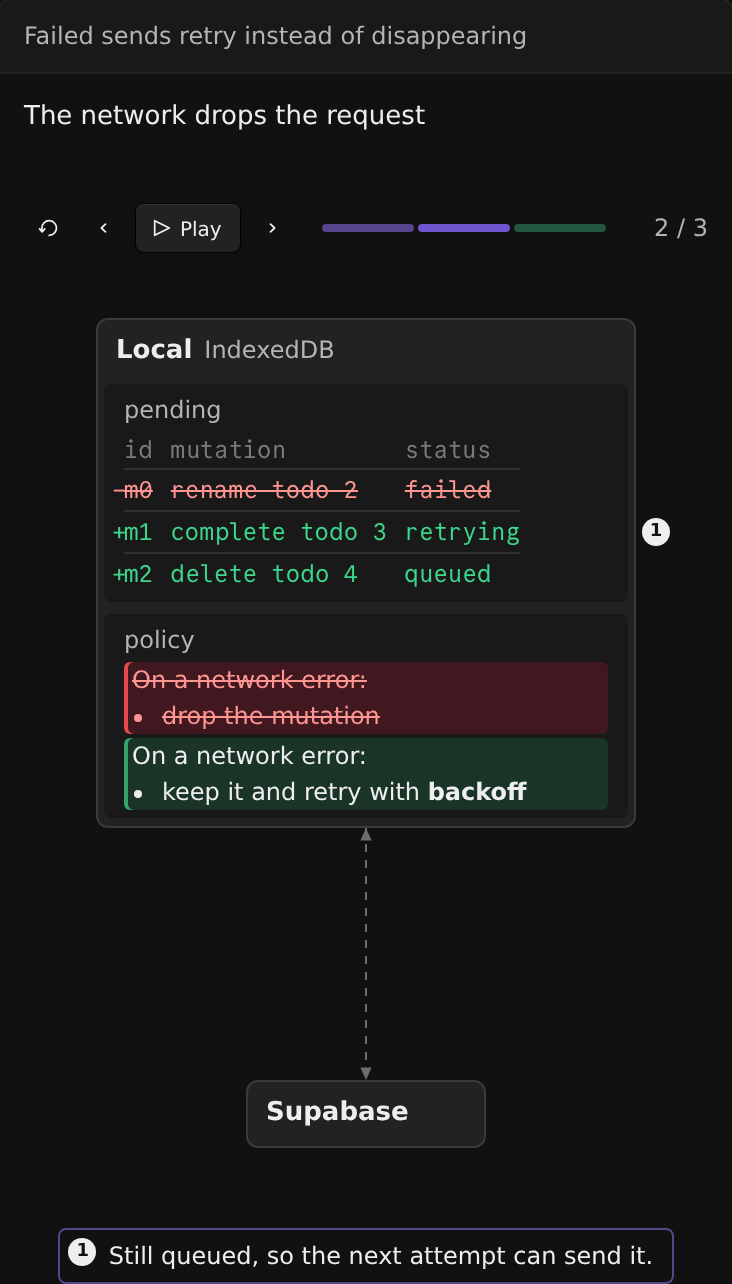 Failed sends retry instead of disappearing
The network drops the request
Play
2 / 3
Local IndexedDB
pending
id mutation status
−m0 rename todo 2 failed
+m1 complete todo 3 retrying
1
+m2 delete todo 4 queued
policy
On a network error:
• drop the mutation
On a network error:
• keep it and retry with backoff
Supabase
1 Still queued, so the next attempt can send it.